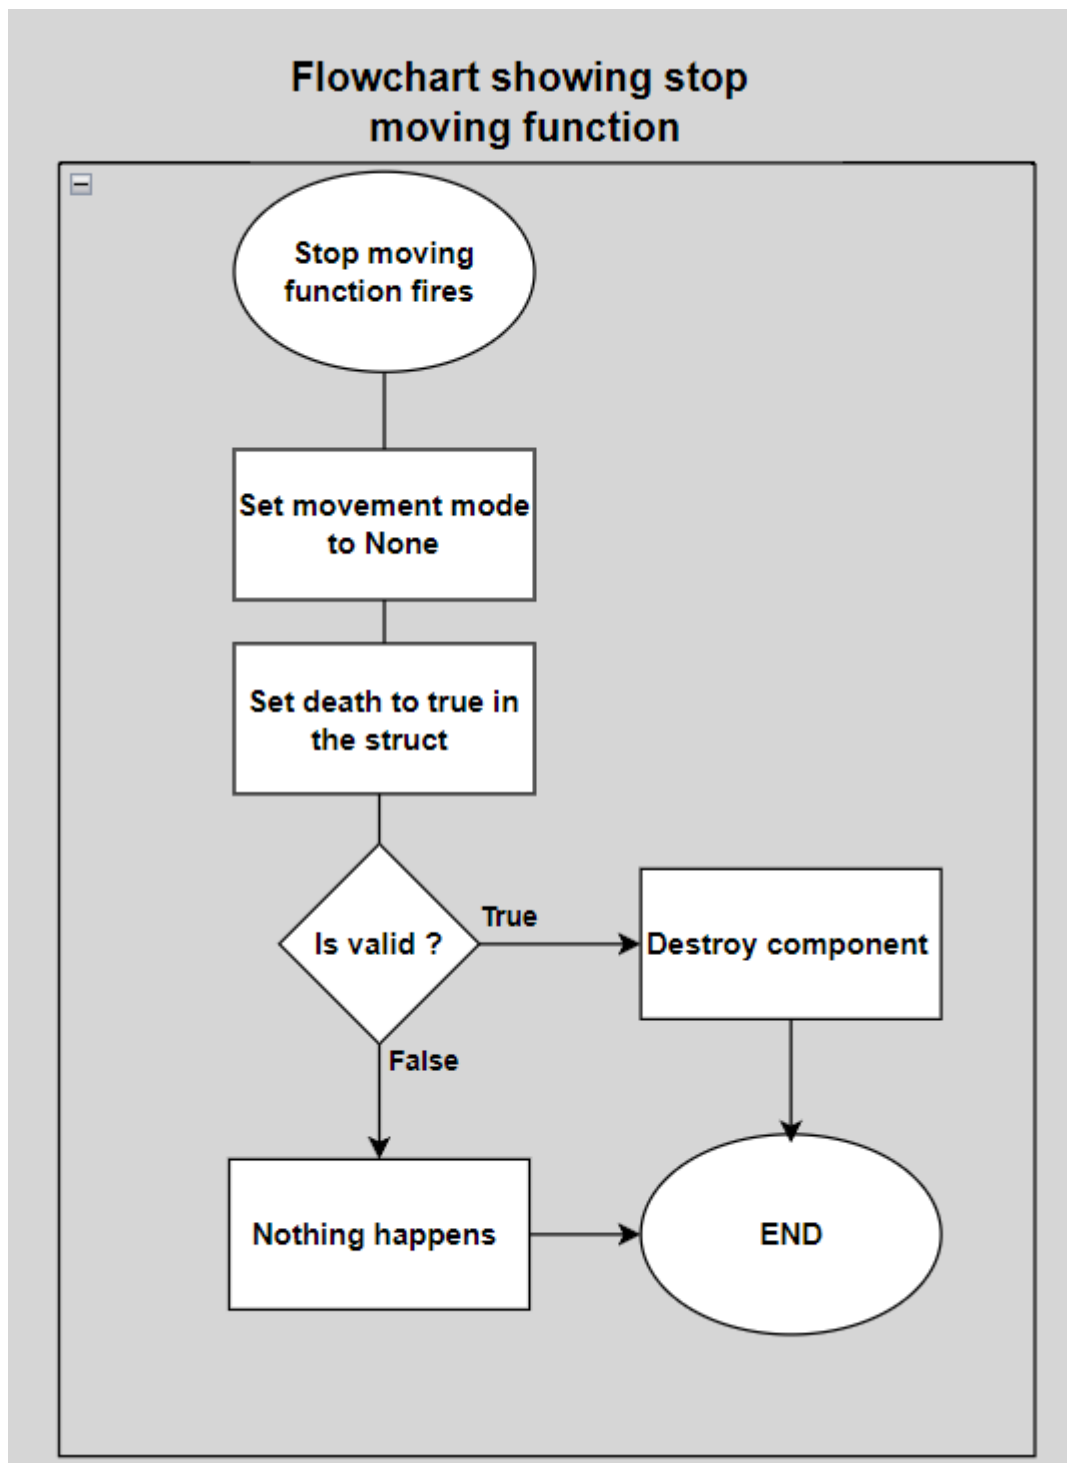 Flowchart showing stop
moving function
Stop moving
function fires
Set movement mode
to None
Set death to true in
the struct
Is valid ?
True
Destroy component
False
Nothing happens
END